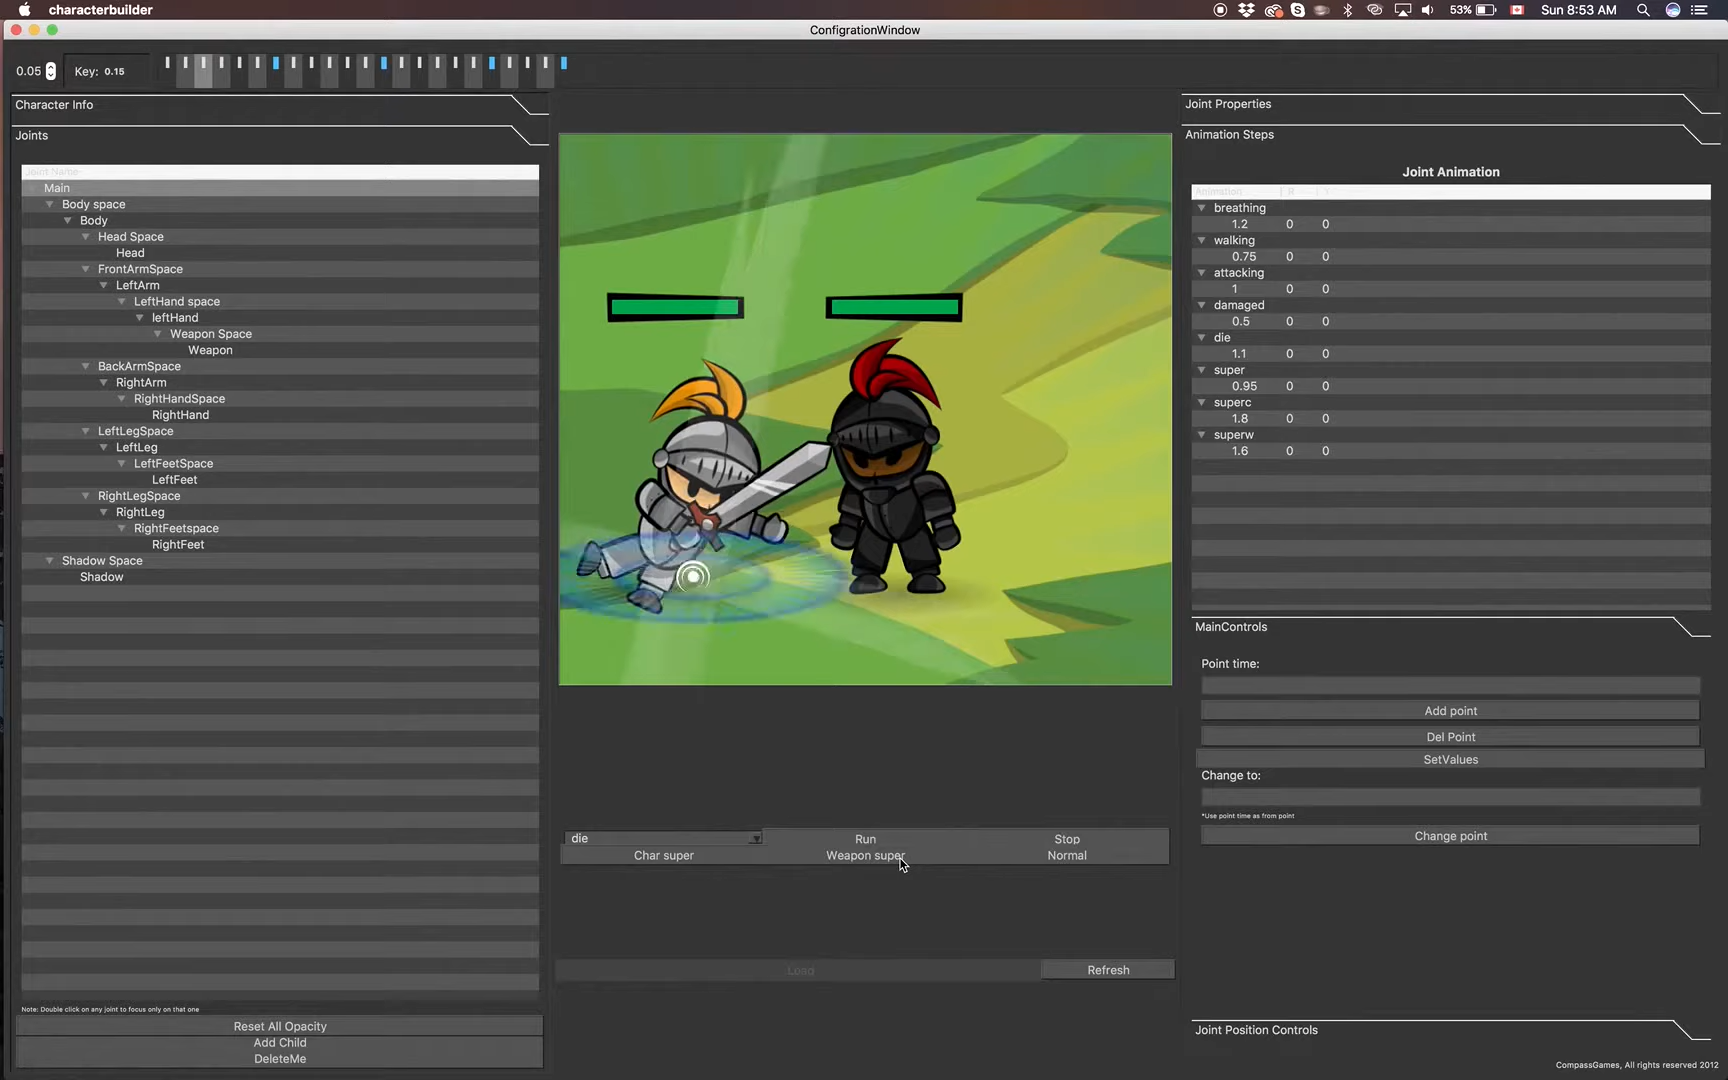 characterbuilder
53%
Sun 8:53 AM
ConfigrationWindow
0.05
Key: 0.15
Character Info
Joints
Joint Name
Main
Body space
Body
Head Space
Head
FrontArmSpace
LeftArm
LeftHand space
leftHand
Weapon Space
Weapon
BackArmSpace
RightArm
RightHandSpace
RightHand
LeftLegSpace
LeftLeg
LeftFeetSpace
LeftFeet
RightLegSpace
RightLeg
RightFeetspace
RightFeet
Shadow Space
Shadow
Note: Double click on any joint to focus only on that one
Reset All Opacity
Add Child
DeleteMe
die
Run
Stop
Char super
Weapon super
Normal
Load
Refresh
Joint Properties
Animation Steps
Joint Animation
Animation
breathing
1.2 0 0
walking
0.75 0 0
attacking
1 0 0
damaged
0.5 0 0
die
1.1 0 0
super
0.95 0 0
superc
1.8 0 0
superw
1.6 0 0
MainControls
Point time:
Add point
Del Point
SetValues
Change to:
*Use point time as from point
Change point
Joint Position Controls
CompassGames, All rights reserved 2012